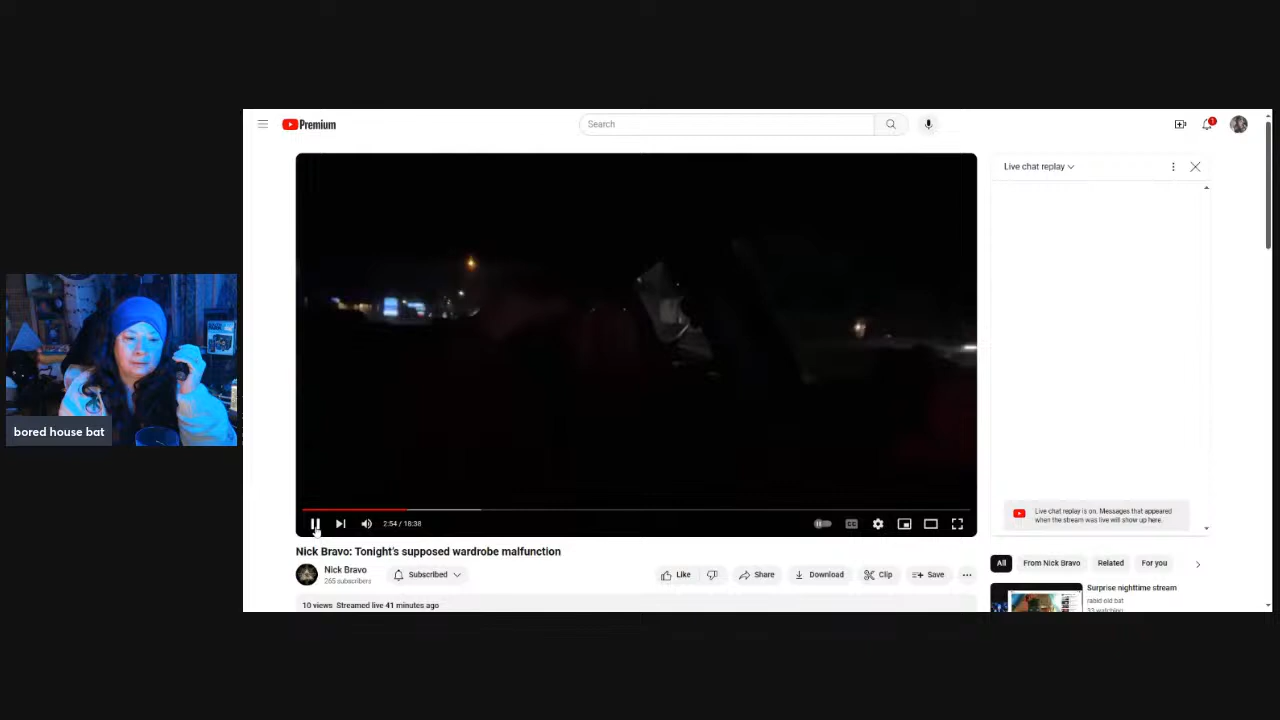 Premium
Search
1
Live chat replay
bored house bat
2:54 / 18:38
Live chat replay is on. Messages that appeared
when the stream was live will show up here.
Nick Bravo: Tonight's supposed wardrobe malfunction
Nick Bravo
265 subscribers
Subscribed
Like
Share
Download
Clip
Save
All
From Nick Bravo
Related
For you
10 views Streamed live 41 minutes ago
Surprise nighttime stream
rabid old bat
33 watching